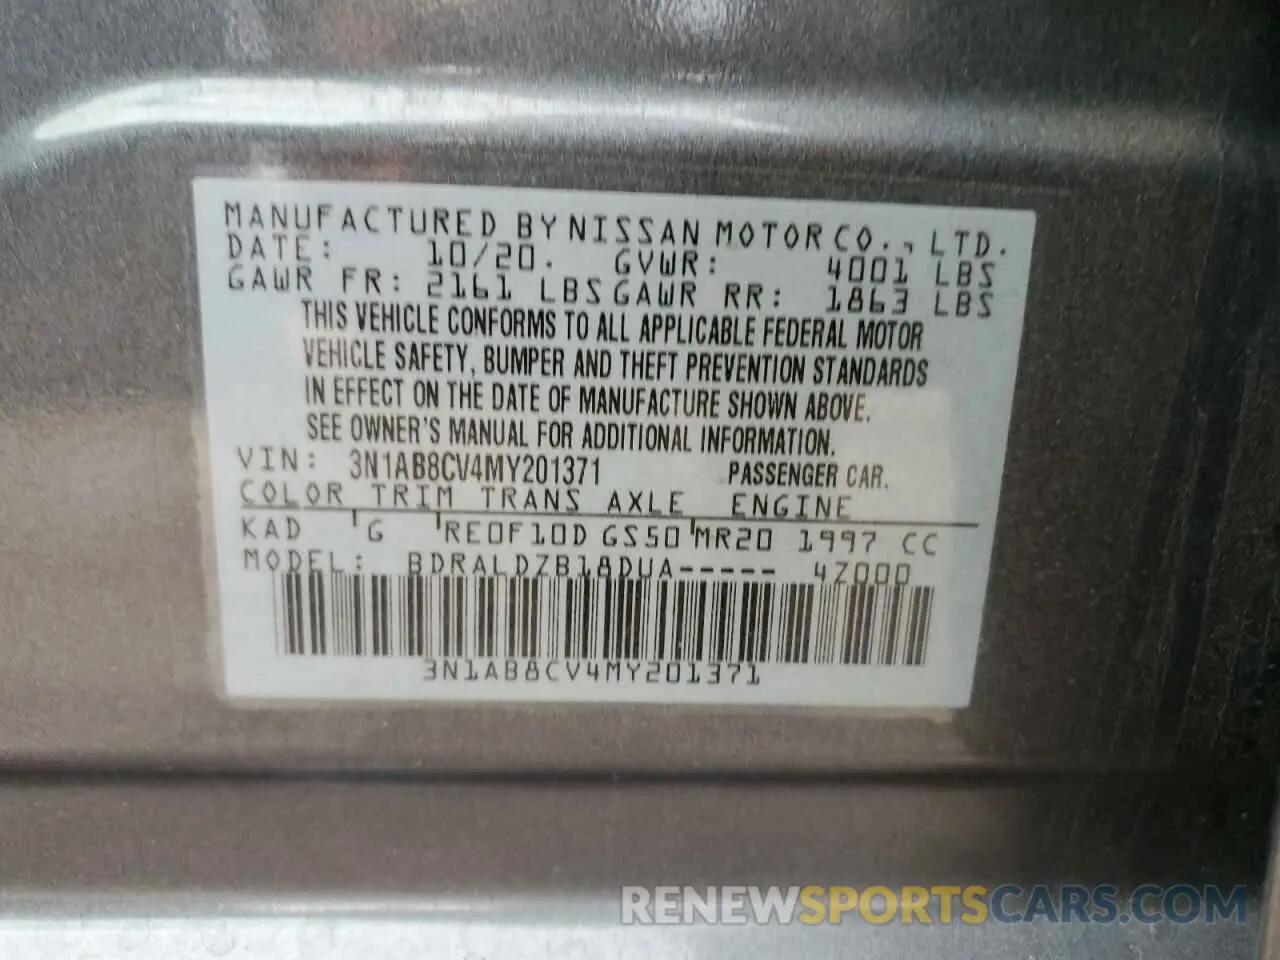 MANUFACTURED BY NISSAN MOTOR CO., LTD.
DATE: 10/20. GVWR: 4001 LBS
GAWR FR: 2161 LBS GAWR RR: 1863 LBS
THIS VEHICLE CONFORMS TO ALL APPLICABLE FEDERAL MOTOR
VEHICLE SAFETY, BUMPER AND THEFT PREVENTION STANDARDS
IN EFFECT ON THE DATE OF MANUFACTURE SHOWN ABOVE.
SEE OWNER'S MANUAL FOR ADDITIONAL INFORMATION.
VIN: 3N1AB8CV4MY201371 PASSENGER CAR.
COLOR TRIM TRANS AXLE ENGINE
KAD G RE0F10D GS50 MR20 1997 CC
MODEL: BDRALDZB18DUA----- 4Z000
3N1AB8CV4MY201371
RENEWSPORTSCARS.COM